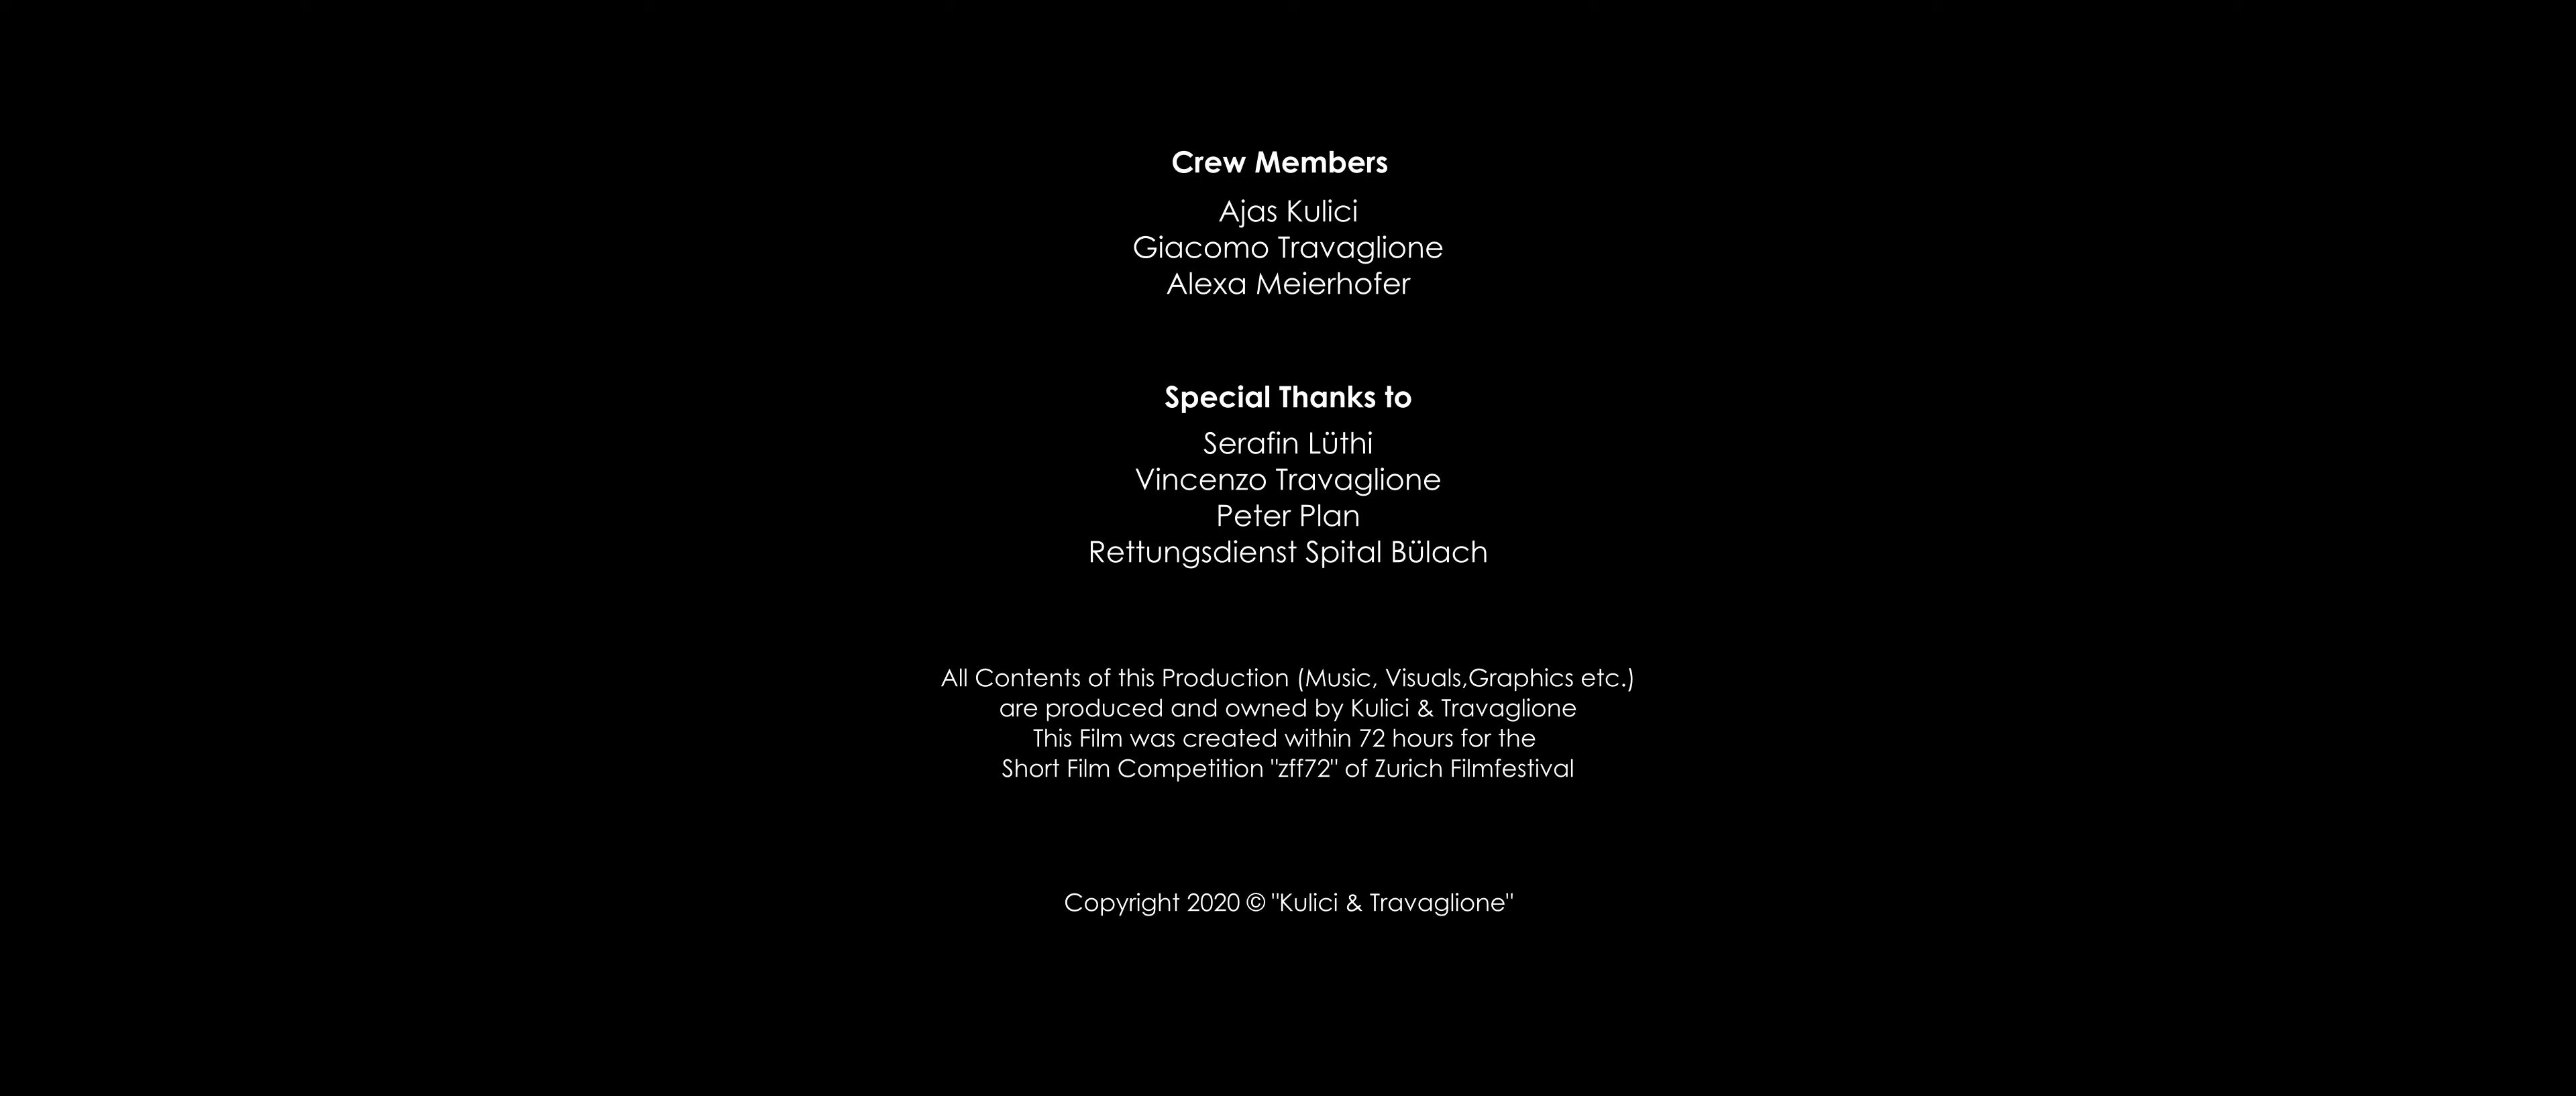 Crew Members
Ajas Kulici
Giacomo Travaglione
Alexa Meierhofer
Special Thanks to
Serafin Lüthi
Vincenzo Travaglione
Peter Plan
Rettungsdienst Spital Bülach
All Contents of this Production (Music, Visuals,Graphics etc.)
are produced and owned by Kulici & Travaglione
This Film was created within 72 hours for the
Short Film Competition "zff72" of Zurich Filmfestival
Copyright 2020 © "Kulici & Travaglione"